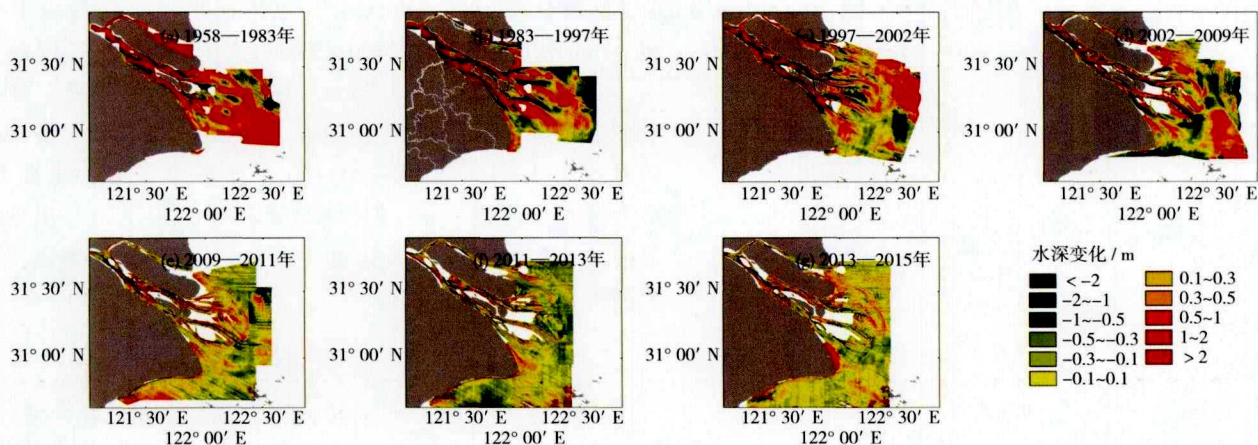 (a) 1958—1983年
1983—1997年
1997—2002年
2002—2009年
31° 30′ N
31° 00′ N
31° 30′ N
31° 00′ N
31° 30′ N
31° 00′ N
31° 30′ N
31° 00′ N
121° 30′ E
122° 30′ E
122° 00′ E
121° 30′ E
122° 30′ E
122° 00′ E
121° 30′ E
122° 30′ E
122° 00′ E
121° 30′ E
122° 30′ E
122° 00′ E
(e) 2009—2011年
(f) 2011—2013年
(g) 2013—2015年
31° 30′ N
31° 00′ N
31° 30′ N
31° 00′ N
31° 30′ N
31° 00′ N
121° 30′ E
122° 30′ E
122° 00′ E
121° 30′ E
122° 30′ E
122° 00′ E
121° 30′ E
122° 30′ E
122° 00′ E
水深变化 / m
< -2
-2~-1
-1~-0.5
-0.5~-0.3
-0.3~-0.1
-0.1~0.1
0.1~0.3
0.3~0.5
0.5~1
1~2
> 2